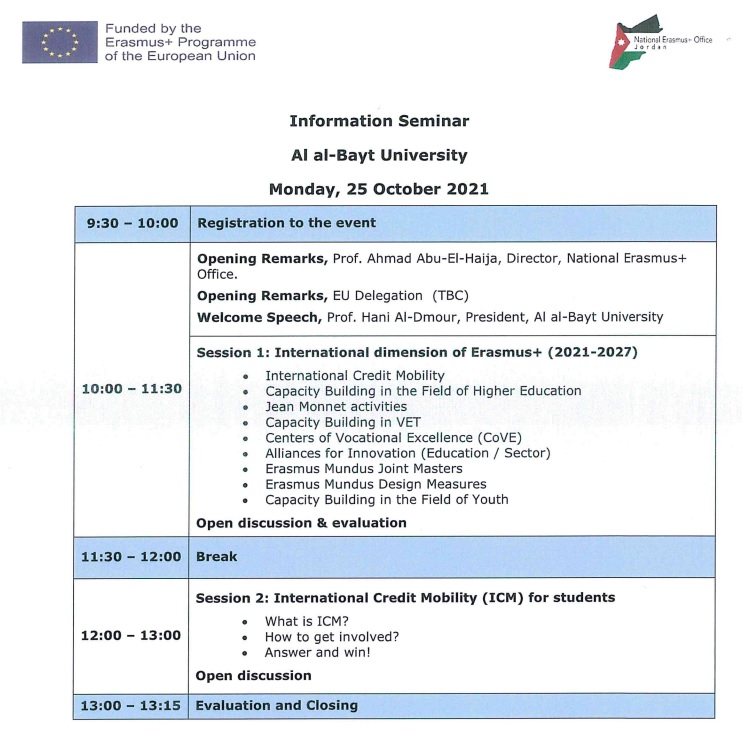 Funded by the
Erasmus+ Programme
of the European Union
National Erasmus+ Office
Jordan
Information Seminar
Al al-Bayt University
Monday, 25 October 2021
9:30 – 10:00 Registration to the event
10:00 – 11:30
Opening Remarks, Prof. Ahmad Abu-El-Haija, Director, National Erasmus+
Office.
Opening Remarks, EU Delegation (TBC)
Welcome Speech, Prof. Hani Al-Dmour, President, Al al-Bayt University
Session 1: International dimension of Erasmus+ (2021-2027)
• International Credit Mobility
• Capacity Building in the Field of Higher Education
• Jean Monnet activities
• Capacity Building in VET
• Centers of Vocational Excellence (CoVE)
• Alliances for Innovation (Education / Sector)
• Erasmus Mundus Joint Masters
• Erasmus Mundus Design Measures
• Capacity Building in the Field of Youth
Open discussion & evaluation
11:30 – 12:00 Break
12:00 – 13:00
Session 2: International Credit Mobility (ICM) for students
• What is ICM?
• How to get involved?
• Answer and win!
Open discussion
13:00 – 13:15 Evaluation and Closing